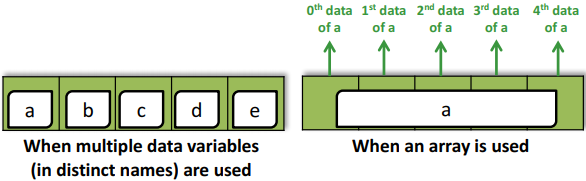 0th data 1st data 2nd data 3rd data 4th data
of a of a of a of a of a
a b c d e
a
When multiple data variables
(in distinct names) are used
When an array is used